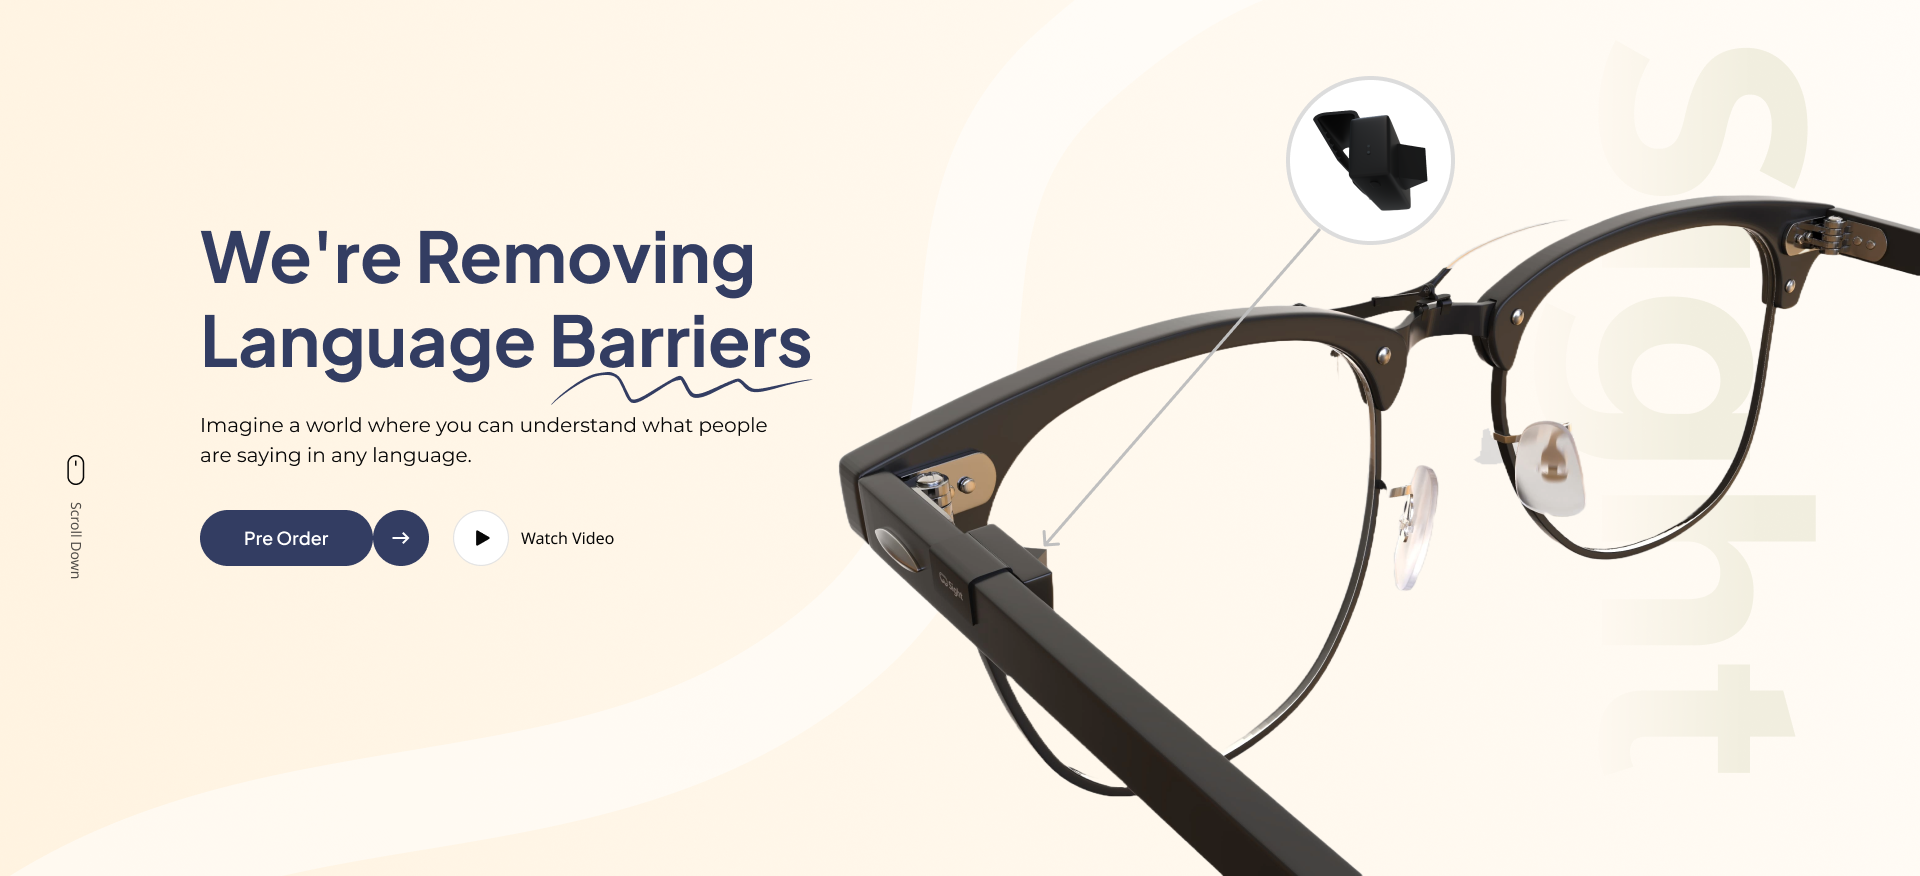 We're Removing
Language Barriers
Imagine a world where you can understand what people
are saying in any language.
Pre Order
Watch Video
Scroll Down
sight
Sight